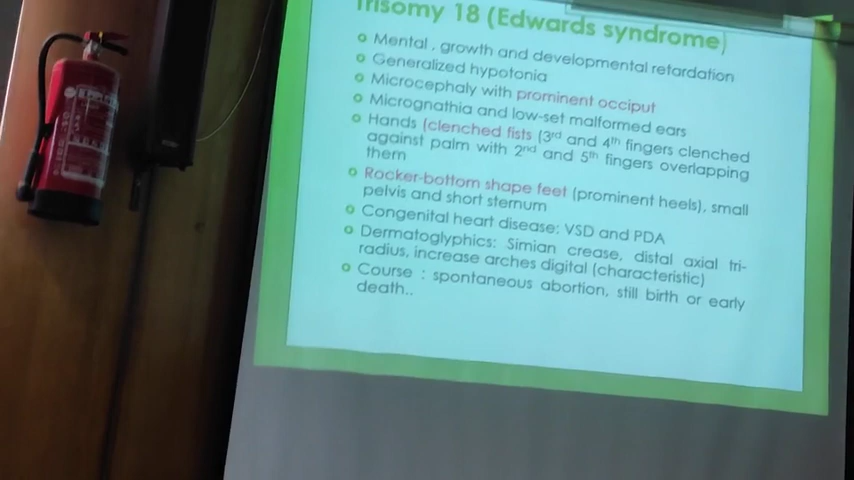 Trisomy 18 (Edwards syndrome)
Mental , growth and developmental retardation
Generalized hypotonia
Microcephaly with prominent occiput
Micrognathia and low-set malformed ears
Hands (clenched fists (3rd and 4th fingers clenched
against palm with 2nd and 5th fingers overlapping
them
Rocker-bottom shape feet (prominent heels), small
pelvis and short sternum
Congenital heart disease: VSD and PDA
Dermatoglyphics: Simian crease, distal axial tri-
radius, increase arches digital (characteristic)
Course : spontaneous abortion, still birth or early
death..